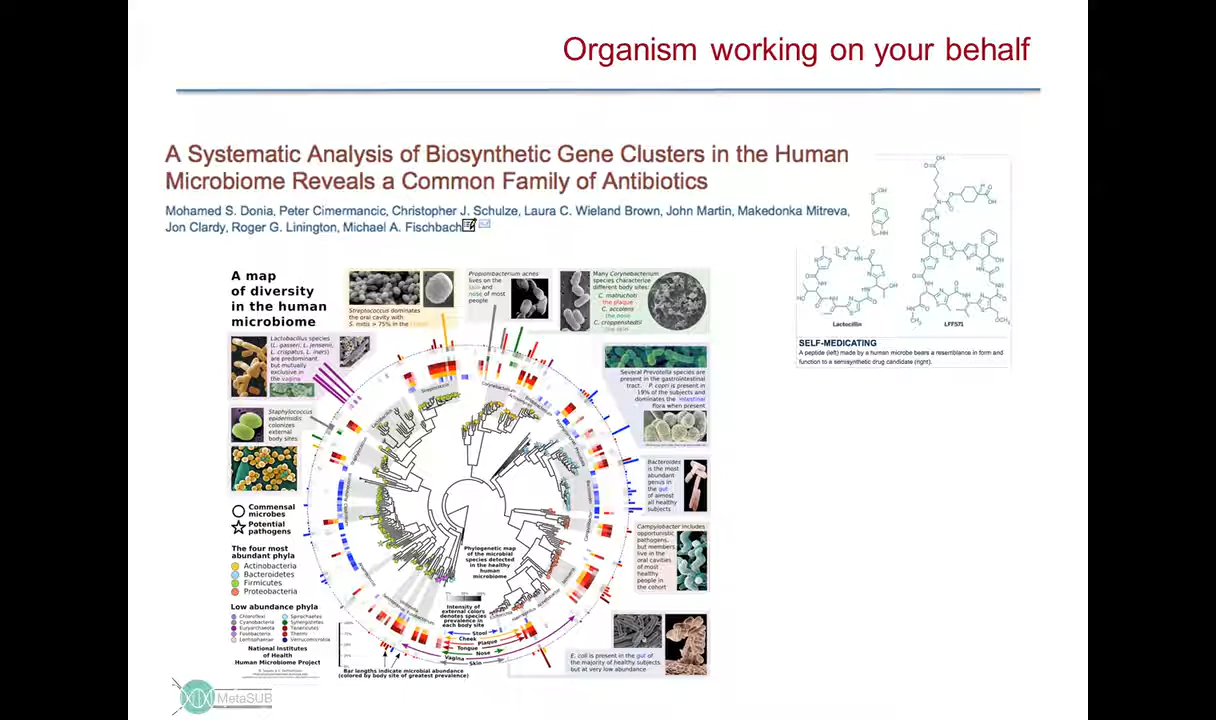 Organism working on your behalf
A Systematic Analysis of Biosynthetic Gene Clusters in the Human
Microbiome Reveals a Common Family of Antibiotics
Mohamed S. Donia, Peter Cimermancic, Christopher J. Schulze, Laura C. Wieland Brown, John Martin, Makedonka Mitreva,
Jon Clardy, Roger G. Linington, Michael A. Fischbach
Lactocillin
LFF571
SELF-MEDICATING
A peptide (left) made by a human microbe bears a resemblance in form and
function to a semisynthetic drug candidate (right).
A map
of diversity
in the human
microbiome
Streptococcus dominates
the oral cavity with
S. mitis > 75% in the
Propionibacterium acnes
lives on the
skin and
nose of most
people
Many Corynebacterium
species characterize
different body sites:
C. matruchotii
the plaque
C. accolens
the nose
C. croppenstedtii
the skin
Lactobacillus species
(L. gasseri, L. jensenii,
L. crispatus, L. iners)
are predominant
but mutually
exclusive in
the vagina
Several Prevotella species are
present in the gastrointestinal
tract. P. copri is present in
19% of the subjects and
dominates the intestinal
flora when present
Staphylococcus
epidermidis
colonizes
external
body sites
Bacteroides
is the most
abundant
genus in
the gut
of almost
all healthy
subjects
Commensal
microbes
Potential
pathogens
The four most
abundant phyla
Actinobacteria
Bacteroidetes
Firmicutes
Proteobacteria
Campylobacter includes
opportunistic
pathogens,
but members
live in the
oral cavities
of most
healthy
people in
the cohort
Phylogenetic map
of the microbial
species detected
in the healthy
human
microbiome
Low abundance phyla
Chloroflexi
Cyanobacteria
Euryarchaeota
Fusobacteria
Lentisphaerae
Spirochaetes
Synergistetes
Tenericutes
Thermi
Verrucomicrobia
National Institutes
of Health
Human Microbiome Project
Intensity of
external colors
denotes species
prevalence in
each body site
Stool
Cheek
Plaque
Tongue
Nose
Vagina
Skin
Bar lengths indicate microbial abundance
(colored by body site of greatest prevalence)
E. coli is present in the gut of
the majority of healthy subjects
but at very low abundance
MetaSUB